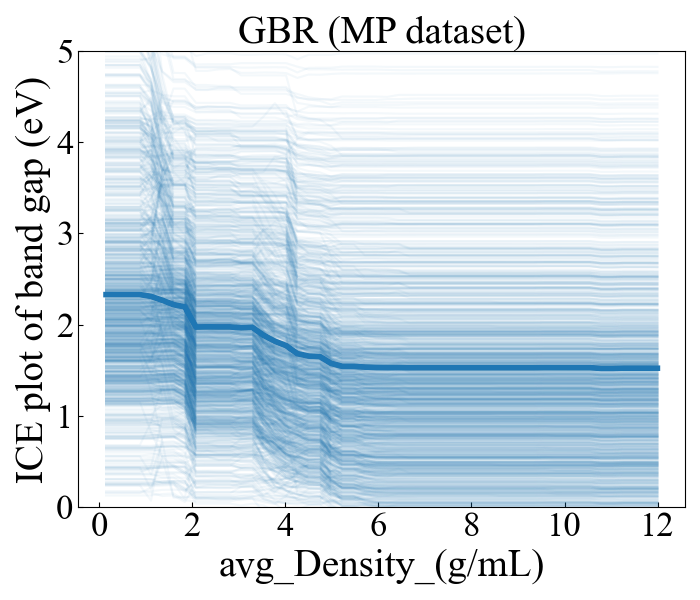 GBR (MP dataset)
ICE plot of band gap (eV)
5
4
3
2
1
0
0 2 4 6 8 10 12
avg_Density_(g/mL)